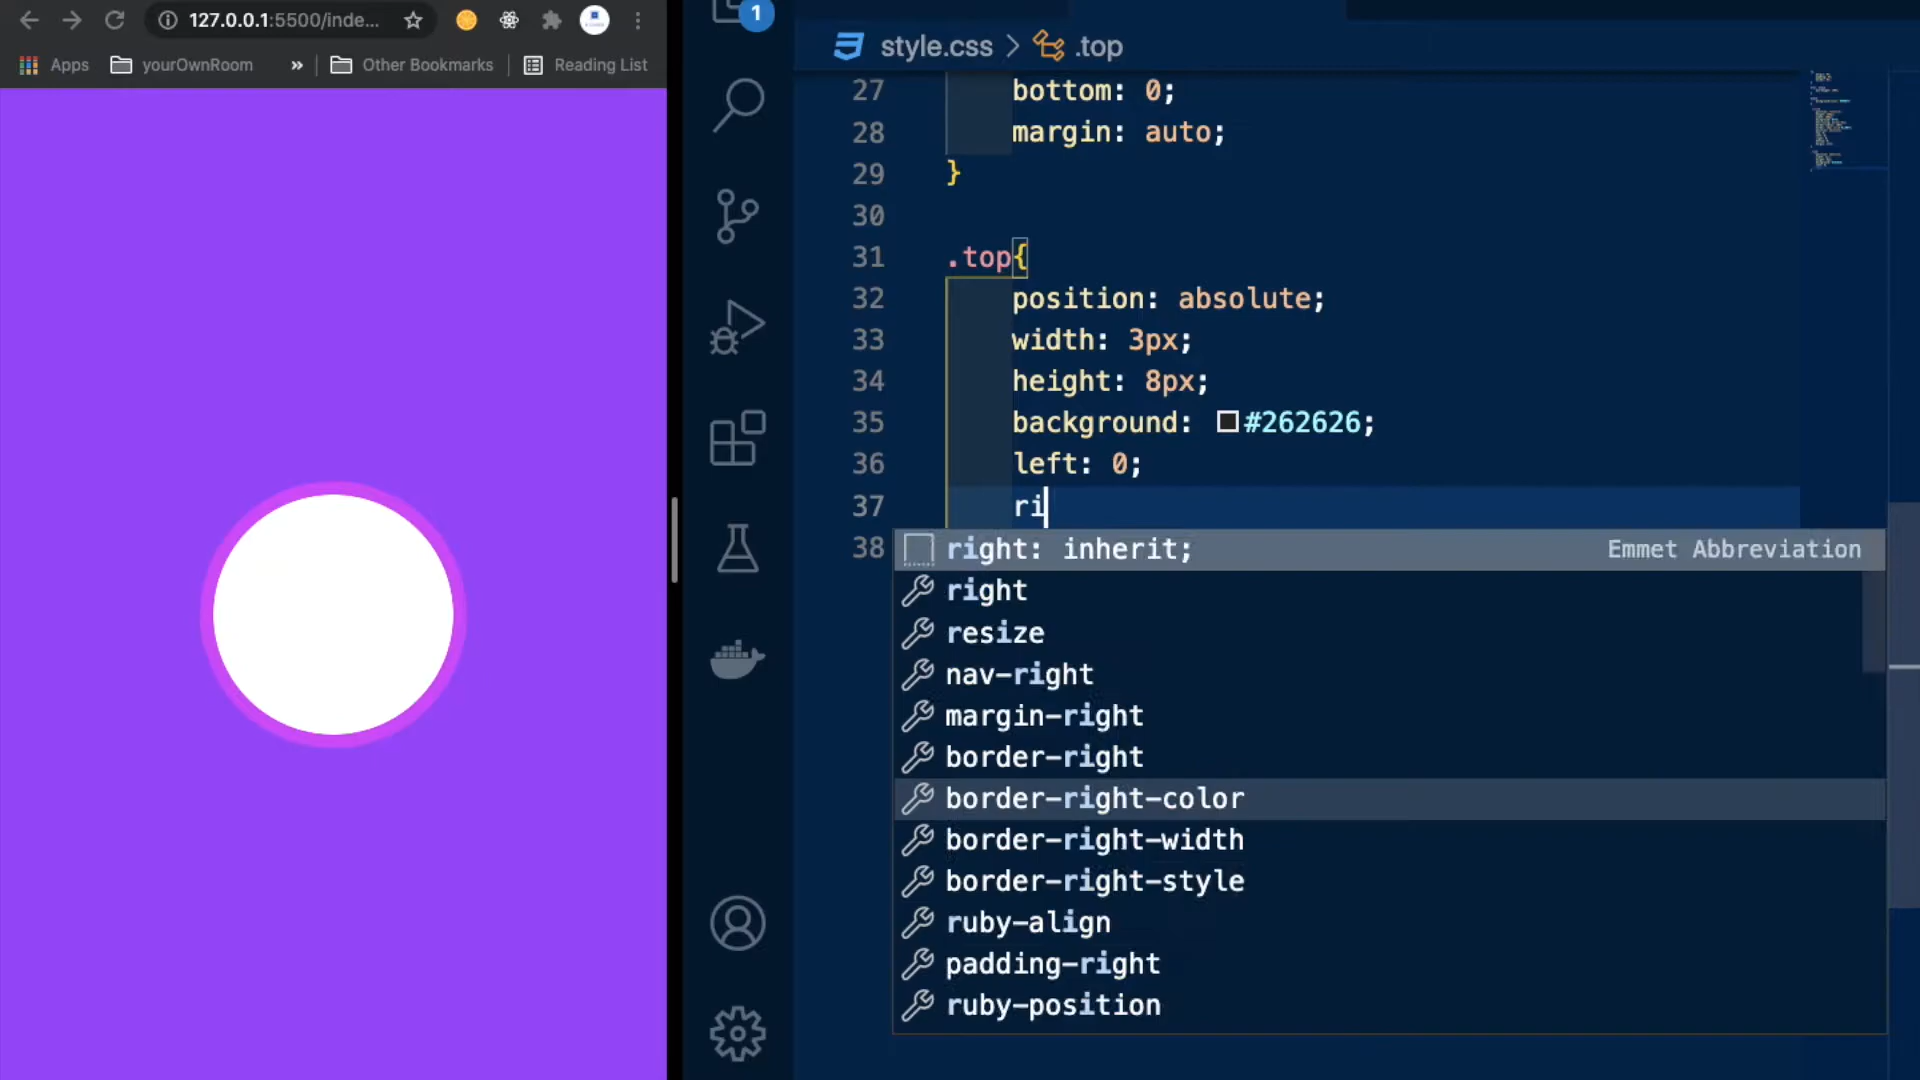 127.0.0.1:5500/inde...
Apps
yourOwnRoom
»
Other Bookmarks
Reading List
1
style.css > .top
27 bottom: 0;
28 margin: auto;
29 }
30
31 .top{
32 position: absolute;
33 width: 3px;
34 height: 8px;
35 background: #262626;
36 left: 0;
37 ri
38
right: inherit; Emmet Abbreviation
right
resize
nav-right
margin-right
border-right
border-right-color
border-right-width
border-right-style
ruby-align
padding-right
ruby-position